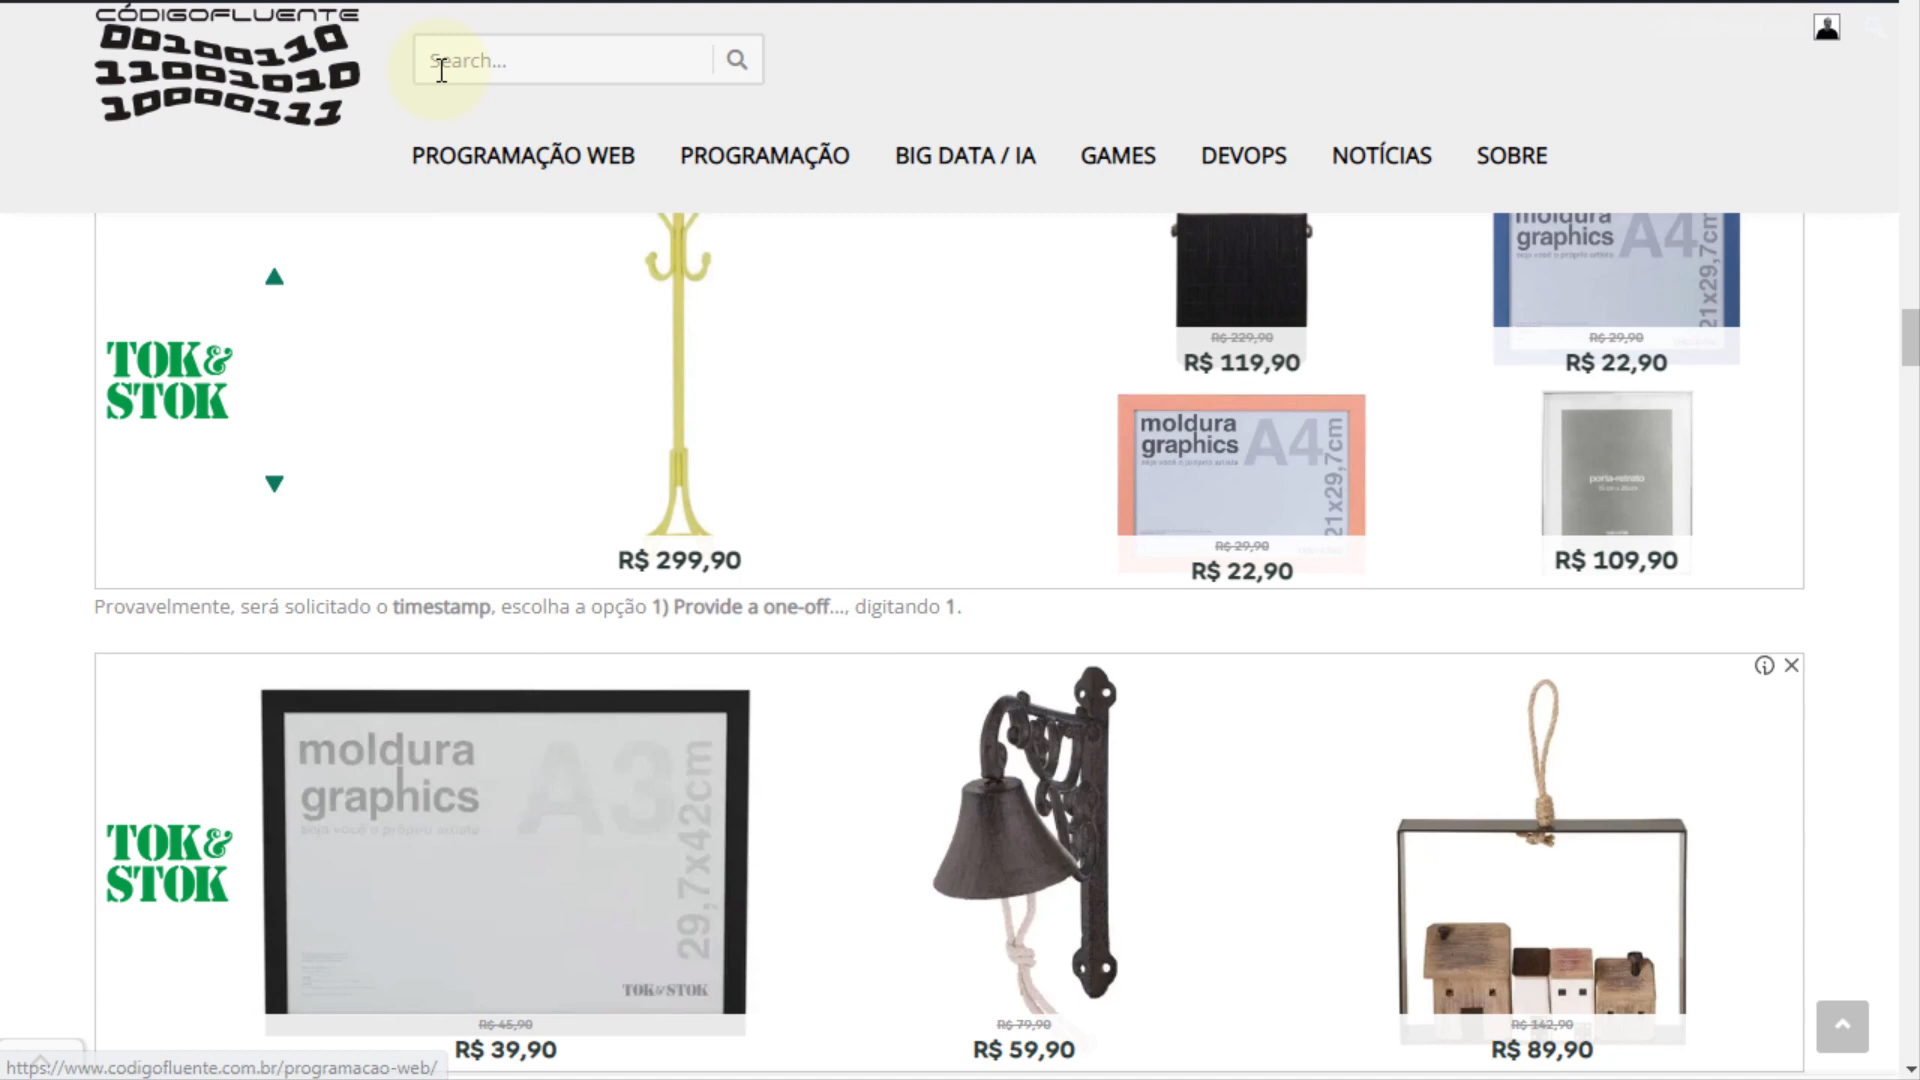 CÓDIGOFLUENTE
00100110
11001010
10000111
Search...
PROGRAMAÇÃO WEB PROGRAMAÇÃO BIG DATA / IA GAMES DEVOPS NOTÍCIAS SOBRE
TOK&
STOK
R$ 299,90
R$ 229,90
R$ 119,90
moldura
graphics A4
seja você o próprio artista
21x29,7cm
R$ 29,90
R$ 22,90
moldura
graphics A4
seja você o próprio artista
21x29,7cm
R$ 29,90
R$ 22,90
porta-retrato
R$ 109,90
Provavelmente, será solicitado o timestamp, escolha a opção 1) Provide a one-off..., digitando 1.
TOK&
STOK
moldura
graphics A3
seja você o próprio artista
29,7x42cm
TOK&STOK
R$ 45,90
R$ 39,90
R$ 79,90
R$ 59,90
R$ 142,90
R$ 89,90
https://www.codigofluente.com.br/programacao-web/